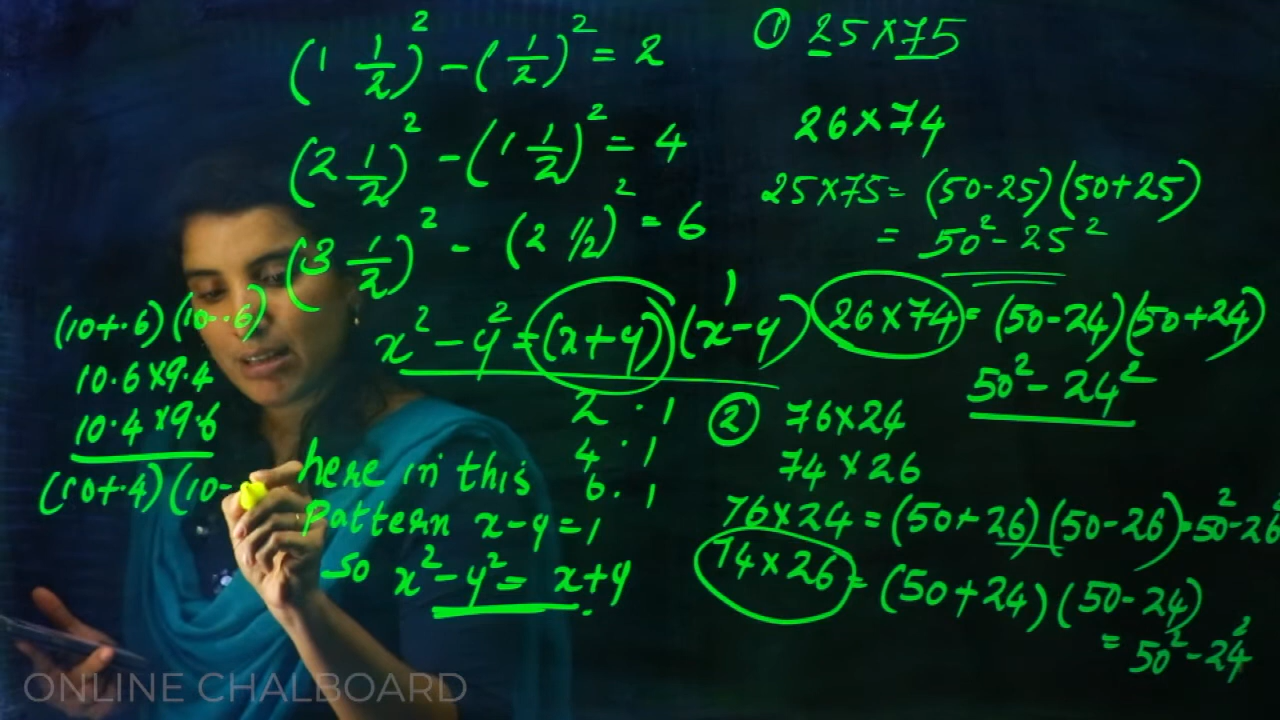 (1 1/2)² - (1/2)² = 2
(2 1/2)² - (1 1/2)² = 4
(3 1/2)² - (2 1/2)² = 6
x² - y² = (x+y) (x-y)
1
2 · 1
4 · 1
6 · 1
here in this
pattern x-y=1
so x² - y² = x+y
(10+.6) (10-.6)
10.6×9.4
10.4×9.6
(10+.4) (10-
① 25×75
26×74
25×75= (50-25) (50+25)
= 50² - 25²
26×74 = (50-24) (50+24)
50² - 24²
② 76×24
74×26
76×24 = (50+26) (50-26) = 50² - 26²
74×26 = (50+24) (50-24)
= 50² - 24²
ONLINE CHALBOARD